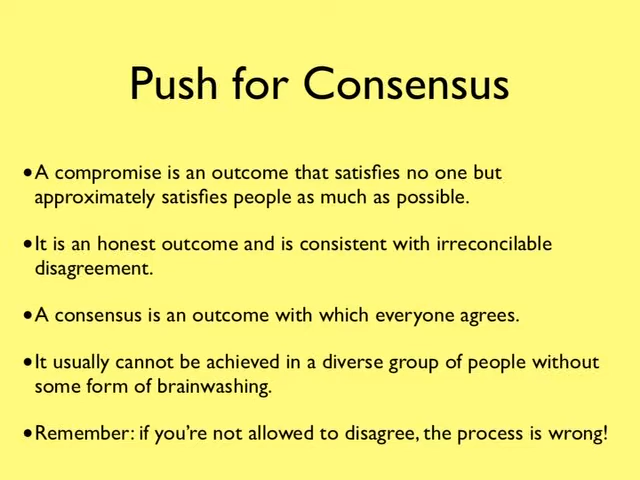 Push for Consensus
•A compromise is an outcome that satisfies no one but
approximately satisfies people as much as possible.
•It is an honest outcome and is consistent with irreconcilable
disagreement.
•A consensus is an outcome with which everyone agrees.
•It usually cannot be achieved in a diverse group of people without
some form of brainwashing.
•Remember: if you’re not allowed to disagree, the process is wrong!